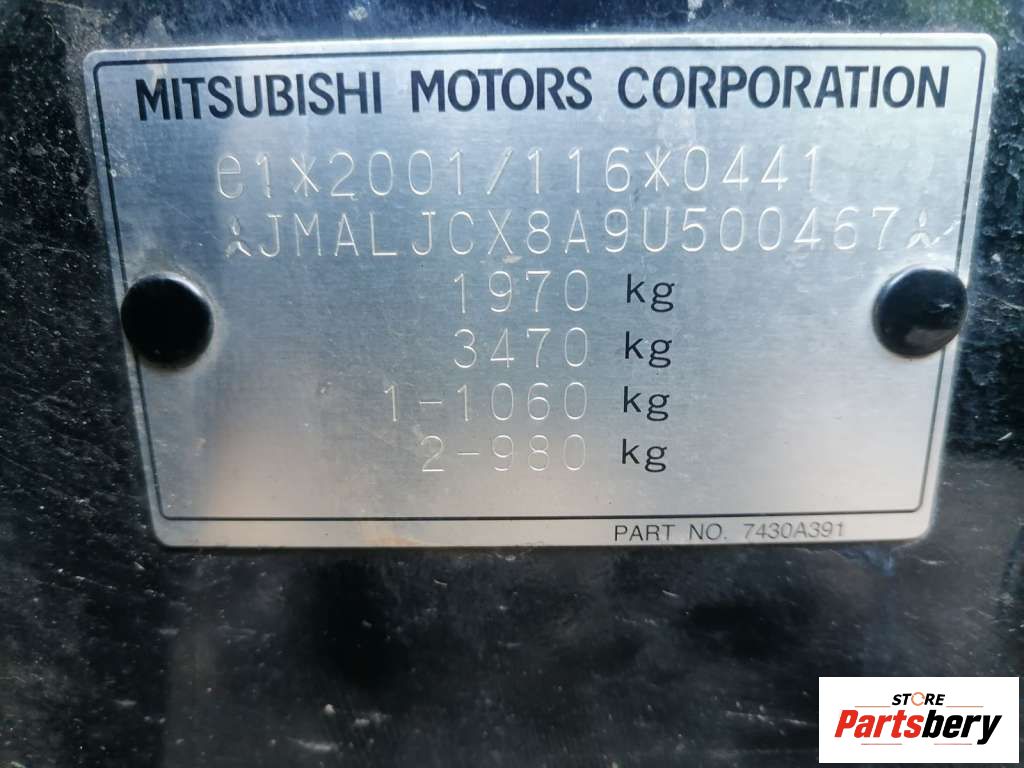 MITSUBISHI MOTORS CORPORATION
e1*2001/116*0441
JMALJCX8A9U500467
1970 kg
3470 kg
1-1060 kg
2-980 kg
PART NO. 7430A391
STORE
Partsbery